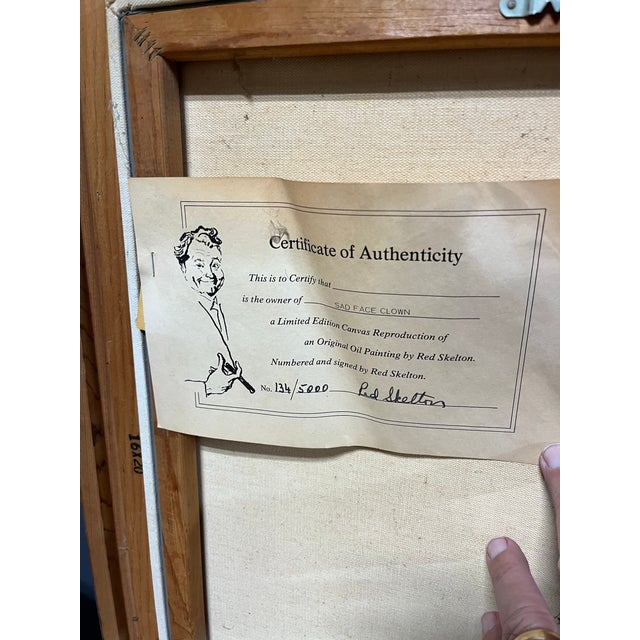 Certificate of Authenticity
This is to Certify that
is the owner of SAD FACE CLOWN
a Limited Edition Canvas Reproduction of
an Original Oil Painting by Red Skelton.
Numbered and signed by Red Skelton.
No. 134/5000 Red Skelton
16X20